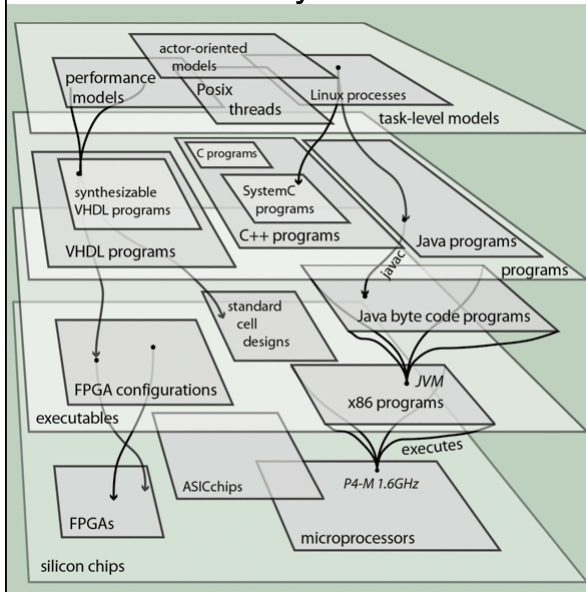 actor-oriented
models
performance
models
Posix
threads
Linux processes
task-level models
C programs
synthesizable
VHDL programs
SystemC
programs
C++ programs
VHDL programs
Java programs
javac
programs
standard
cell
designs
Java byte code programs
FPGA configurations
JVM
x86 programs
executables
executes
ASICchips
P4-M 1.6GHz
FPGAs
microprocessors
silicon chips